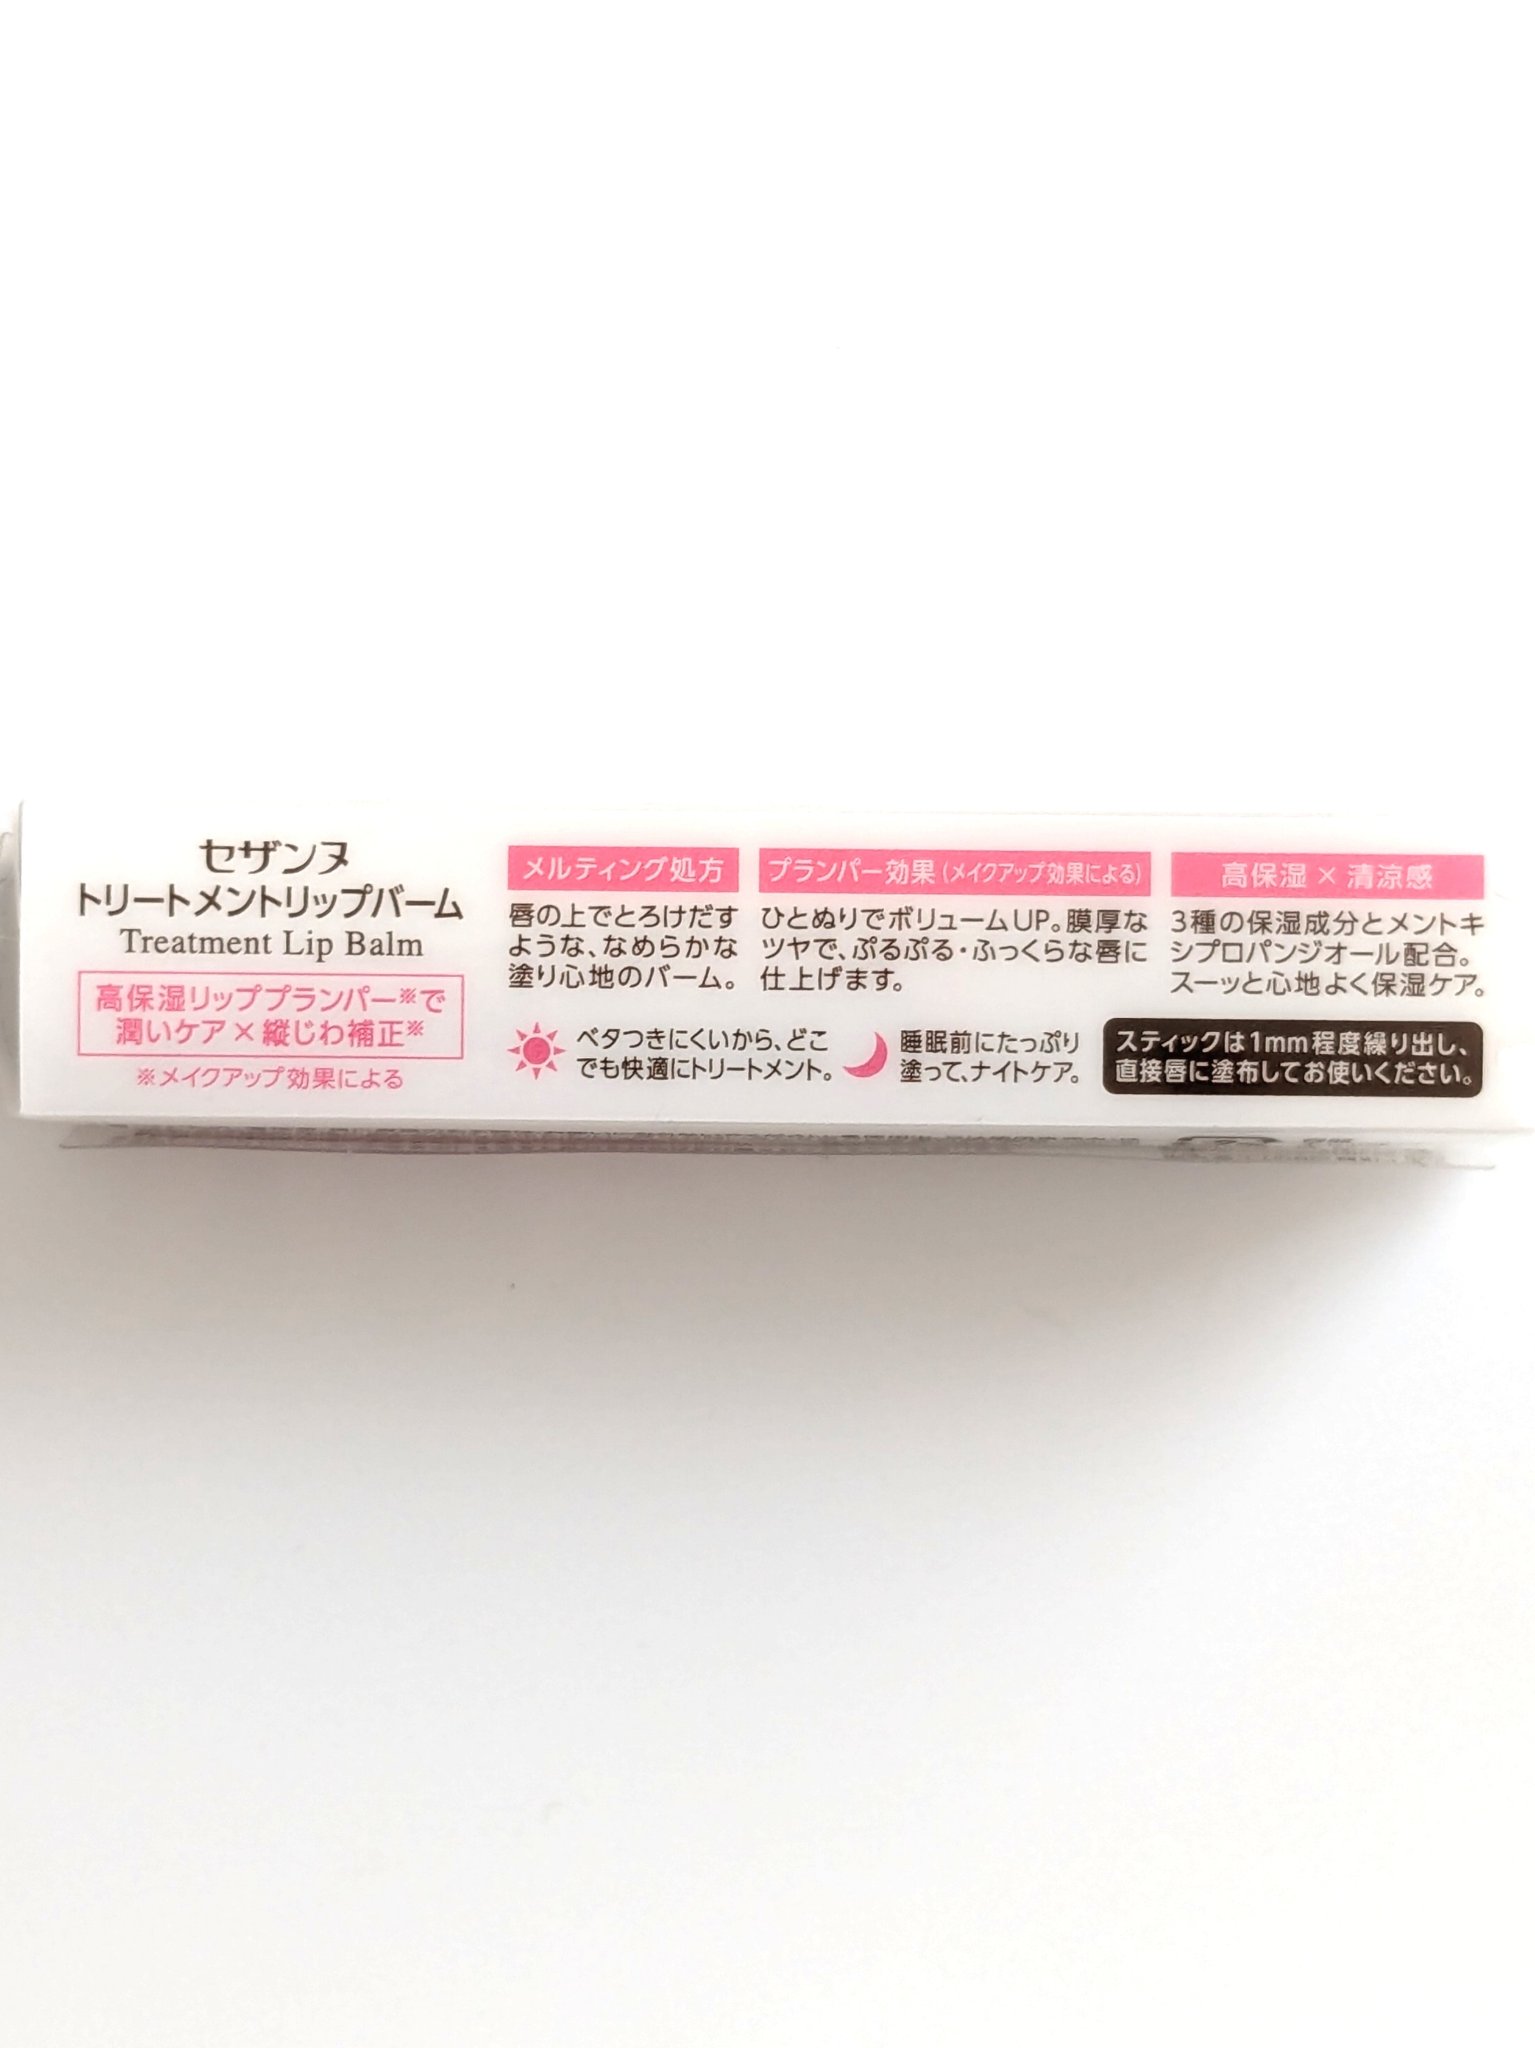 セザンヌ
トリートメントリップバーム
Treatment Lip Balm
高保湿リッププランパー※で
潤いケア×縦じわ補正※
※メイクアップ効果による
メルティング処方
唇の上でとろけだす
ような、なめらかな
塗り心地のバーム。
プランパー効果(メイクアップ効果による)
ひとぬりでボリュームUP。膜厚な
ツヤで、ぷるぷる・ふっくらな唇に
仕上げます。
高保湿×清涼感
3種の保湿成分とメントキ
シプロパンジオール配合。
スーッと心地よく保湿ケア。
ベタつきにくいから、どこ
でも快適にトリートメント。
睡眠前にたっぷり
塗って、ナイトケア。
スティックは1mm程度繰り出し、
直接唇に塗布してお使いください。